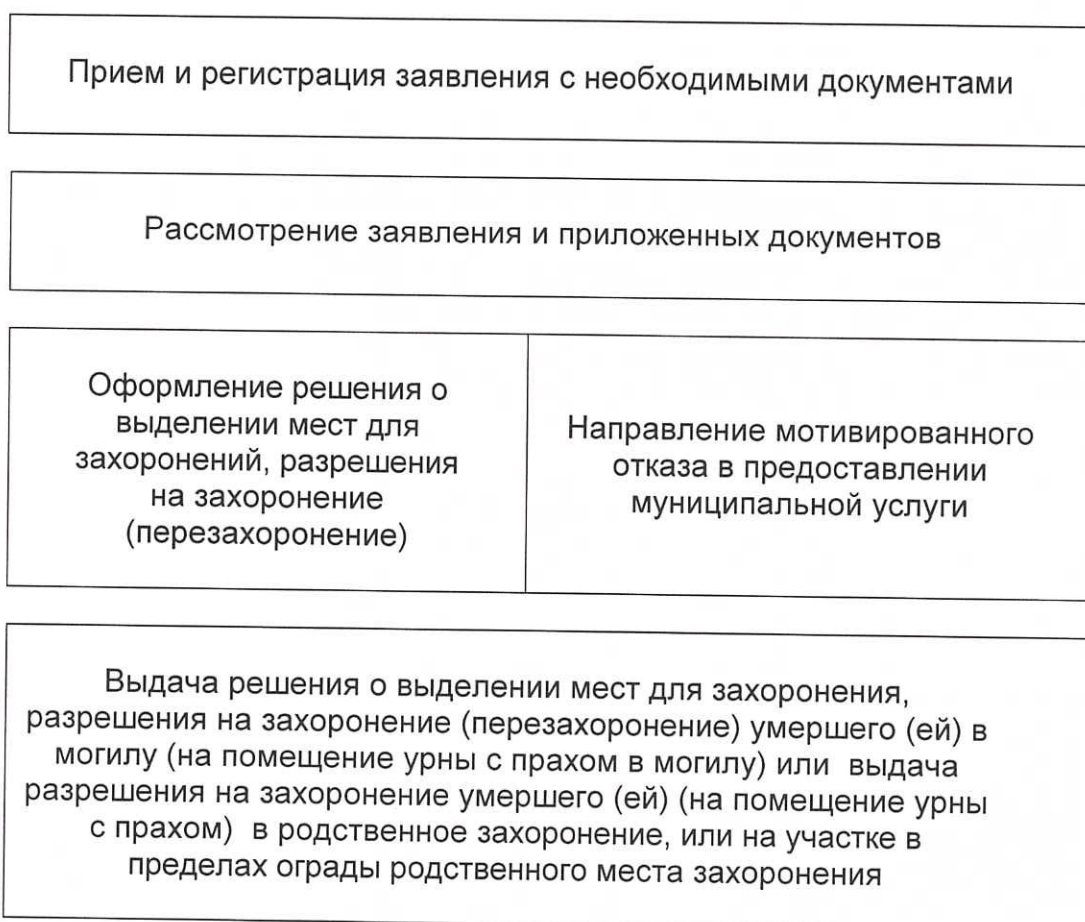 Прием и регистрация заявления с необходимыми документами
Рассмотрение заявления и приложенных документов
Оформление решения о
выделении мест для
захоронений, разрешения
на захоронение
(перезахоронение)
Направление мотивированного
отказа в предоставлении
муниципальной услуги
Выдача решения о выделении мест для захоронения,
разрешения на захоронение (перезахоронение) умершего (ей) в
могилу (на помещение урны с прахом в могилу) или выдача
разрешения на захоронение умершего (ей) (на помещение урны
с прахом) в родственное захоронение, или на участке в
пределах ограды родственного места захоронения